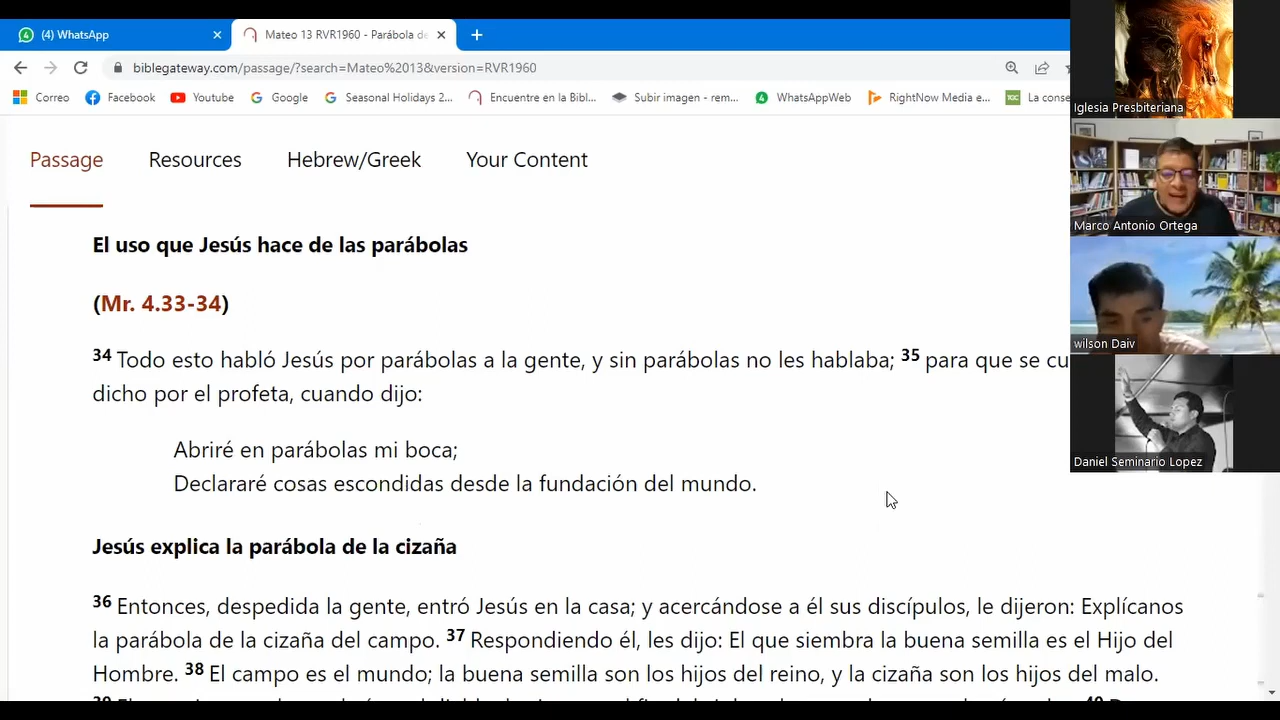 (4) WhatsApp
Mateo 13 RVR1960 - Parábola de
biblegateway.com/passage/?search=Mateo%2013&version=RVR1960
Correo
Facebook
Youtube
Google
Seasonal Holidays 2...
Encuentre en la Bibl...
Subir imagen - rem...
WhatsAppWeb
RightNow Media e...
La conse
Iglesia Presbiteriana
Marco Antonio Ortega
wilson Daiv
Daniel Seminario Lopez
Passage Resources Hebrew/Greek Your Content
El uso que Jesús hace de las parábolas
(Mr. 4.33-34)
34 Todo esto habló Jesús por parábolas a la gente, y sin parábolas no les hablaba; 35 para que se cu
dicho por el profeta, cuando dijo:
Abriré en parábolas mi boca;
Declararé cosas escondidas desde la fundación del mundo.
Jesús explica la parábola de la cizaña
36 Entonces, despedida la gente, entró Jesús en la casa; y acercándose a él sus discípulos, le dijeron: Explícanos
la parábola de la cizaña del campo. 37 Respondiendo él, les dijo: El que siembra la buena semilla es el Hijo del
Hombre. 38 El campo es el mundo; la buena semilla son los hijos del reino, y la cizaña son los hijos del malo.